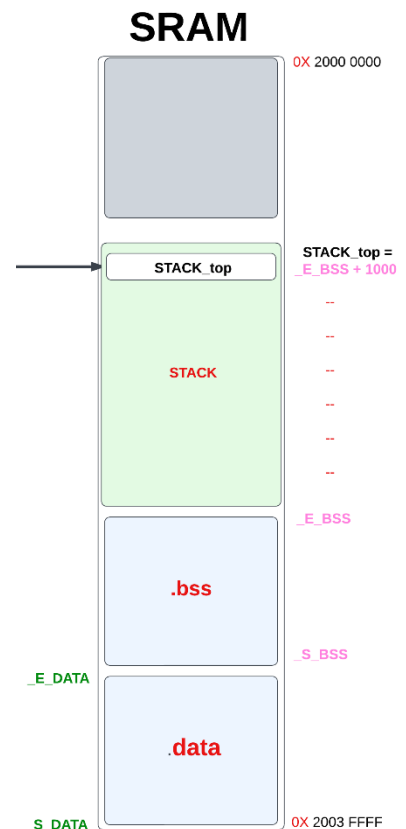 SRAM
0X 2000 0000
STACK_top
STACK_top =
_E_BSS + 1000
--
--
--
STACK
--
--
--
_E_BSS
.bss
_S_BSS
_E_DATA
.data
S_DATA
0X 2003 FFFF